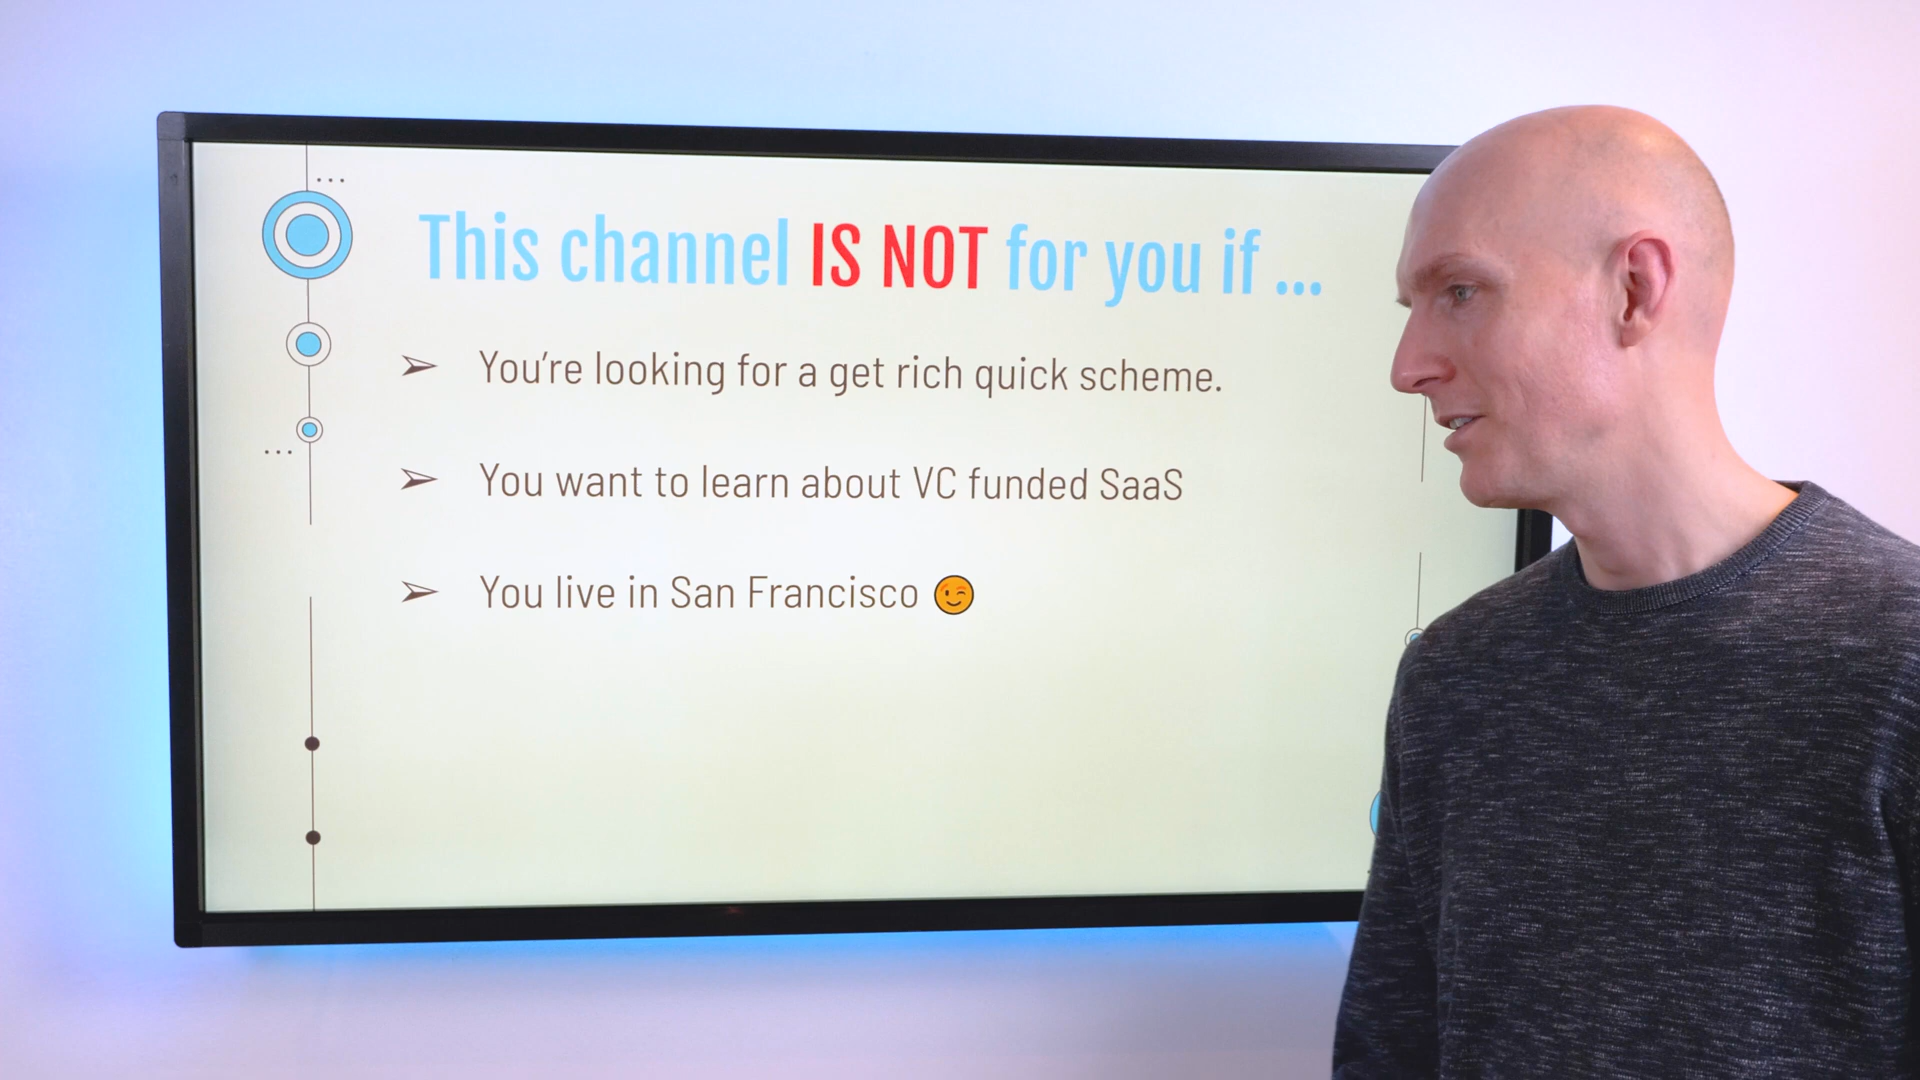 This channel IS NOT for you if ...
➢ You’re looking for a get rich quick scheme.
➢ You want to learn about VC funded SaaS
➢ You live in San Francisco 😉